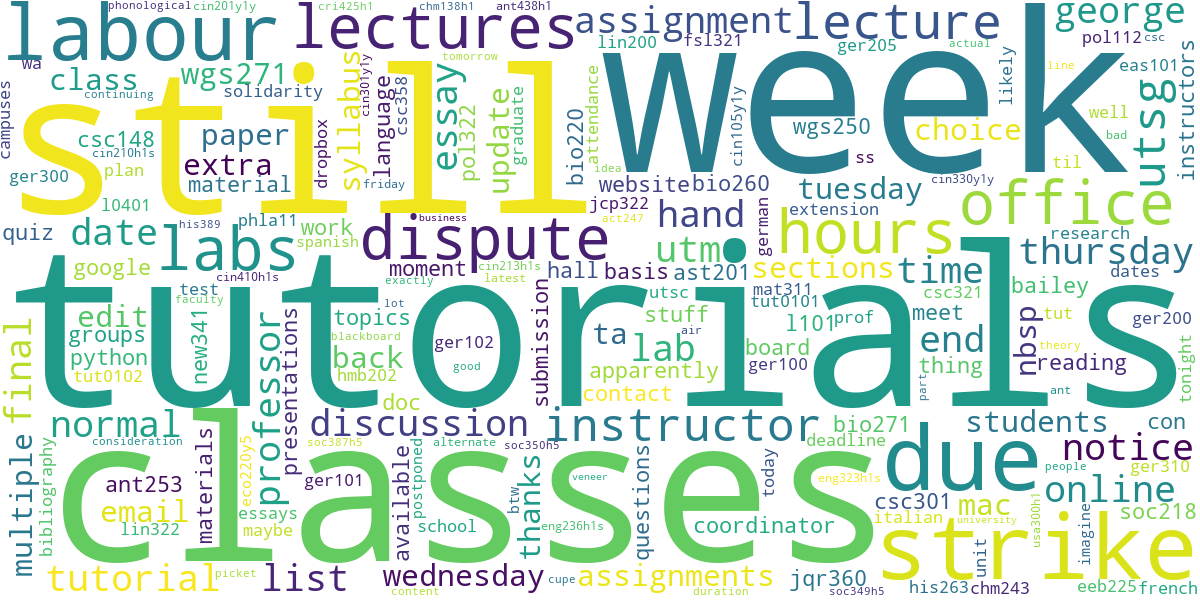 phonological
cin201y1y
cri425h1
chm138h1
ant438h1
labour
lectures
assignment
lecture
george
lin200
fsl321
ger205
actual
pol112
csc
week
still
wa
class
wgs271
tomorrow
continuing
solidarity
syllabus
cin301y1y
language
csc358
essay
pol322
update
graduate
bio220
attendance
idea
cin105y1y
wgs250
likely
eas101
line
well
bad
choice
utsg
instructors
campuses
csc148
cin210h1s
paper
extra
material
dropbox
friday
ss
til
ger300
plan
website
bio260
tuesday
cin330y1y
office
l0401
his389
phla11
work
spanish
business
jcp322
act247
hand
german
extension
hours
research
quiz
date
labs
dispute
utm
thursday
google
cin410h1s
moment
cin213h1s
latest
hall
basis
ast201
sections
time
dates
test
faculty
exactly
utsc
mat311
tut0101
csc321
bailey
tutorials
edit
groups
python
tut0102
new341
lot
topics
blackboard
back
hmb202
ger102
good
submission
ta
stuff
lab
air
l101
prof
board
ger100
meet
end
thing
part
nbsp
tut
ger200
reading
theory
tonight
final
professor
presentations
doc
apparently
contact
ant
normal
consideration
discussion
instructor
bio271
deadline
students
con
classes
soc387h5
alternate
soc350h5
due
notice
multiple
bibliography
ant253
email
lin322
materials
eco220y5
essays
maybe
ger101
available
postponed
school
thanks
btw
eng236h1s
veneer
questions
coordinator
today
eng323h1s
csc301
italian
mac
university
people
online
ger310
usa300h1
soc218
imagine
strike
tutorial
picket
list
wednesday
content
cupe
assignments
duration
jqr360
soc349h5
his263
unit
chm243
eeb225
french